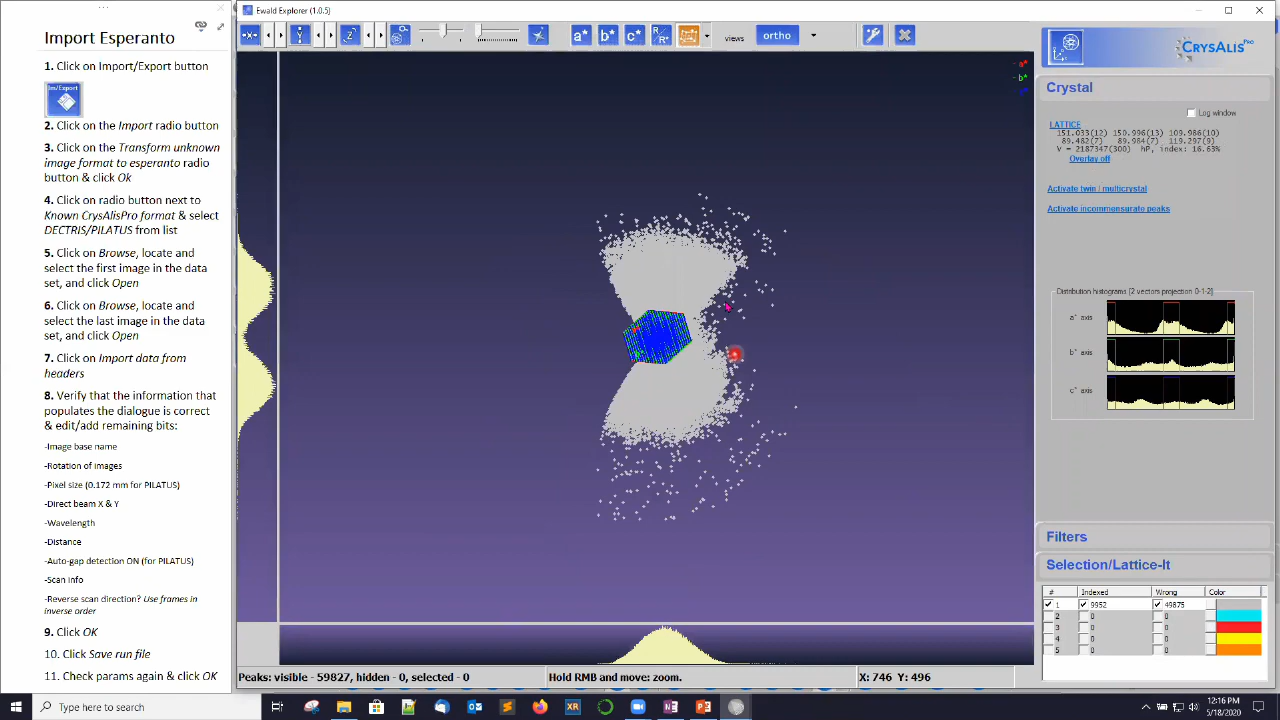 Import Esperanto
1. Click on Import/Export button
Im/Export
2. Click on the Import radio button
3. Click on the Transform unknown
image format to esperanto radio
button & click Ok
4. Click on radio button next to
Known CrysAlisPro format & select
DECTRIS/PILATUS from list
5. Click on Browse, locate and
select the first image in the data
set, and click Open
6. Click on Browse, locate and
select the last image in the data
set, and click Open
7. Click on Import data from
headers
8. Verify that the information that
populates the dialogue is correct
& edit/add remaining bits:
-Image base name
-Rotation of images
-Pixel size (0.172 mm for PILATUS)
-Direct beam X & Y
-Wavelength
-Distance
-Auto-gap detection ON (for PILATUS)
-Scan info
-Reverse scan direction? Use frames in
inverse order
9. Click OK
10. Click Save run file
11. Check params again & click OK
Ewald Explorer (1.0.5)
a* b* c* R/R* views ortho
a*
b*
CRYSALIS Pro
Crystal
Log window
LATTICE
151.033(12) 150.996(13) 109.986(10)
89.482(7) 89.984(7) 119.297(9)
V = 2187347(300) hP, index: 16.63%
Overlay off
Activate twin / multicrystal
Activate incommensurate peaks
Distribution histograms [2 vectors projection 0-1-2]
a* axis
b* axis
c* axis
Filters
Selection/Lattice-It
# Indexed Wrong Color
1 9952 49875
2 0 0
3 0 0
4 0 0
5 0 0
Peaks: visible - 59827, hidden - 0, selected - 0
Hold RMB and move: zoom.
X: 746 Y: 496
Type here to search
XR
12:16 PM
5/18/2020